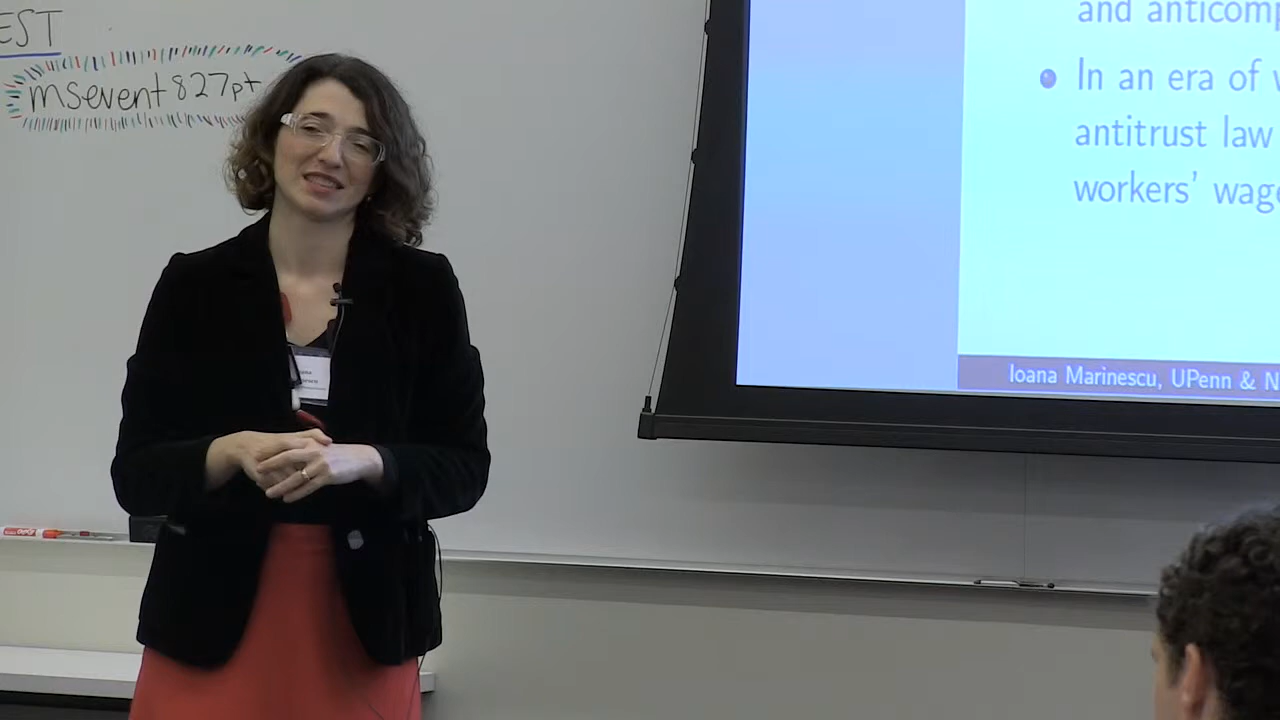 EST
msevent827pt
and anticomp
In an era of w
antitrust law
workers' wage
Ioana Marinescu, UPenn & N